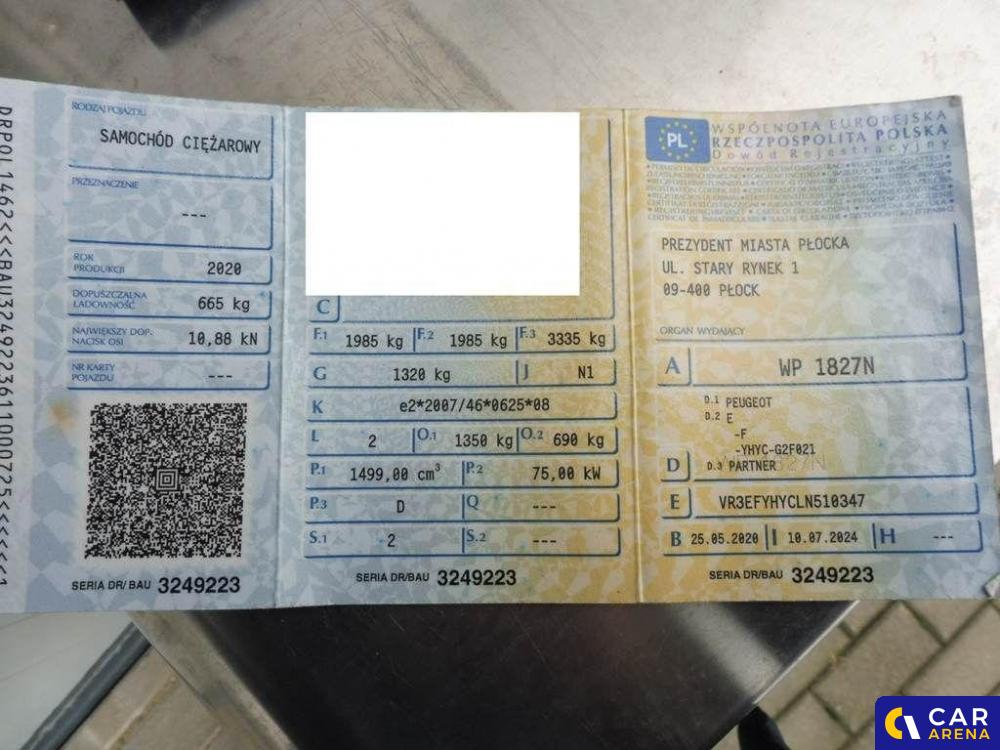 DRPOL1462<<<BAU32492236110007 25<<<<<<<1
RODZAJ POJAZDU
SAMOCHÓD CIĘŻAROWY
PRZEZNACZENIE
---
ROK PRODUKCJI 2020
DOPUSZCZALNA ŁADOWNOŚĆ 665 kg
NAJWIĘKSZY DOP. NACISK OSI 10,88 kN
NR KARTY POJAZDU ---
SERIA DR/BAU 3249223
C
F.1 1985 kg F.2 1985 kg F.3 3335 kg
G 1320 kg J N1
K e2*2007/46*0625*08
L 2 O.1 1350 kg O.2 690 kg
P.1 1499,00 cm³ P.2 75,00 kW
P.3 D Q ---
S.1 2 S.2 ---
SERIA DR/BAU 3249223
PL
WSPÓLNOTA EUROPEJSKA
RZECZPOSPOLITA POLSKA
Dowód Rejestracyjny
PREZYDENT MIASTA PŁOCKA
UL. STARY RYNEK 1
09-400 PŁOCK
ORGAN WYDAJĄCY
A WP 1827N
D.1 PEUGEOT
D.2 E
-F
-YHYC-G2F021
D D.3 PARTNER
E VR3EFYHYCLN510347
B 25.05.2020 I 10.07.2024 H ---
SERIA DR/BAU 3249223
CAR
ARENA